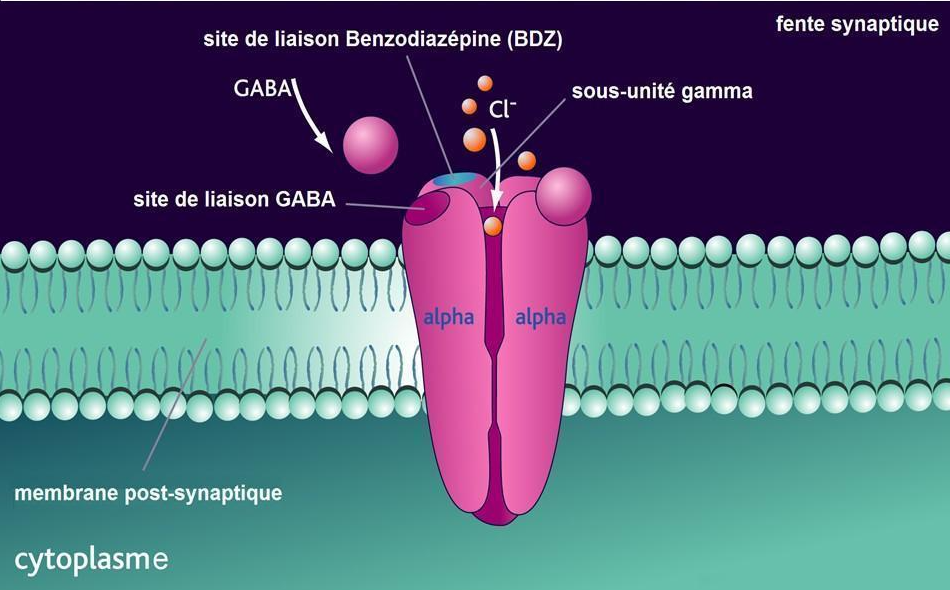 fente synaptique
site de liaison Benzodiazépine (BDZ)
GABA
Cl⁻
sous-unité gamma
site de liaison GABA
alpha
alpha
membrane post-synaptique
cytoplasme